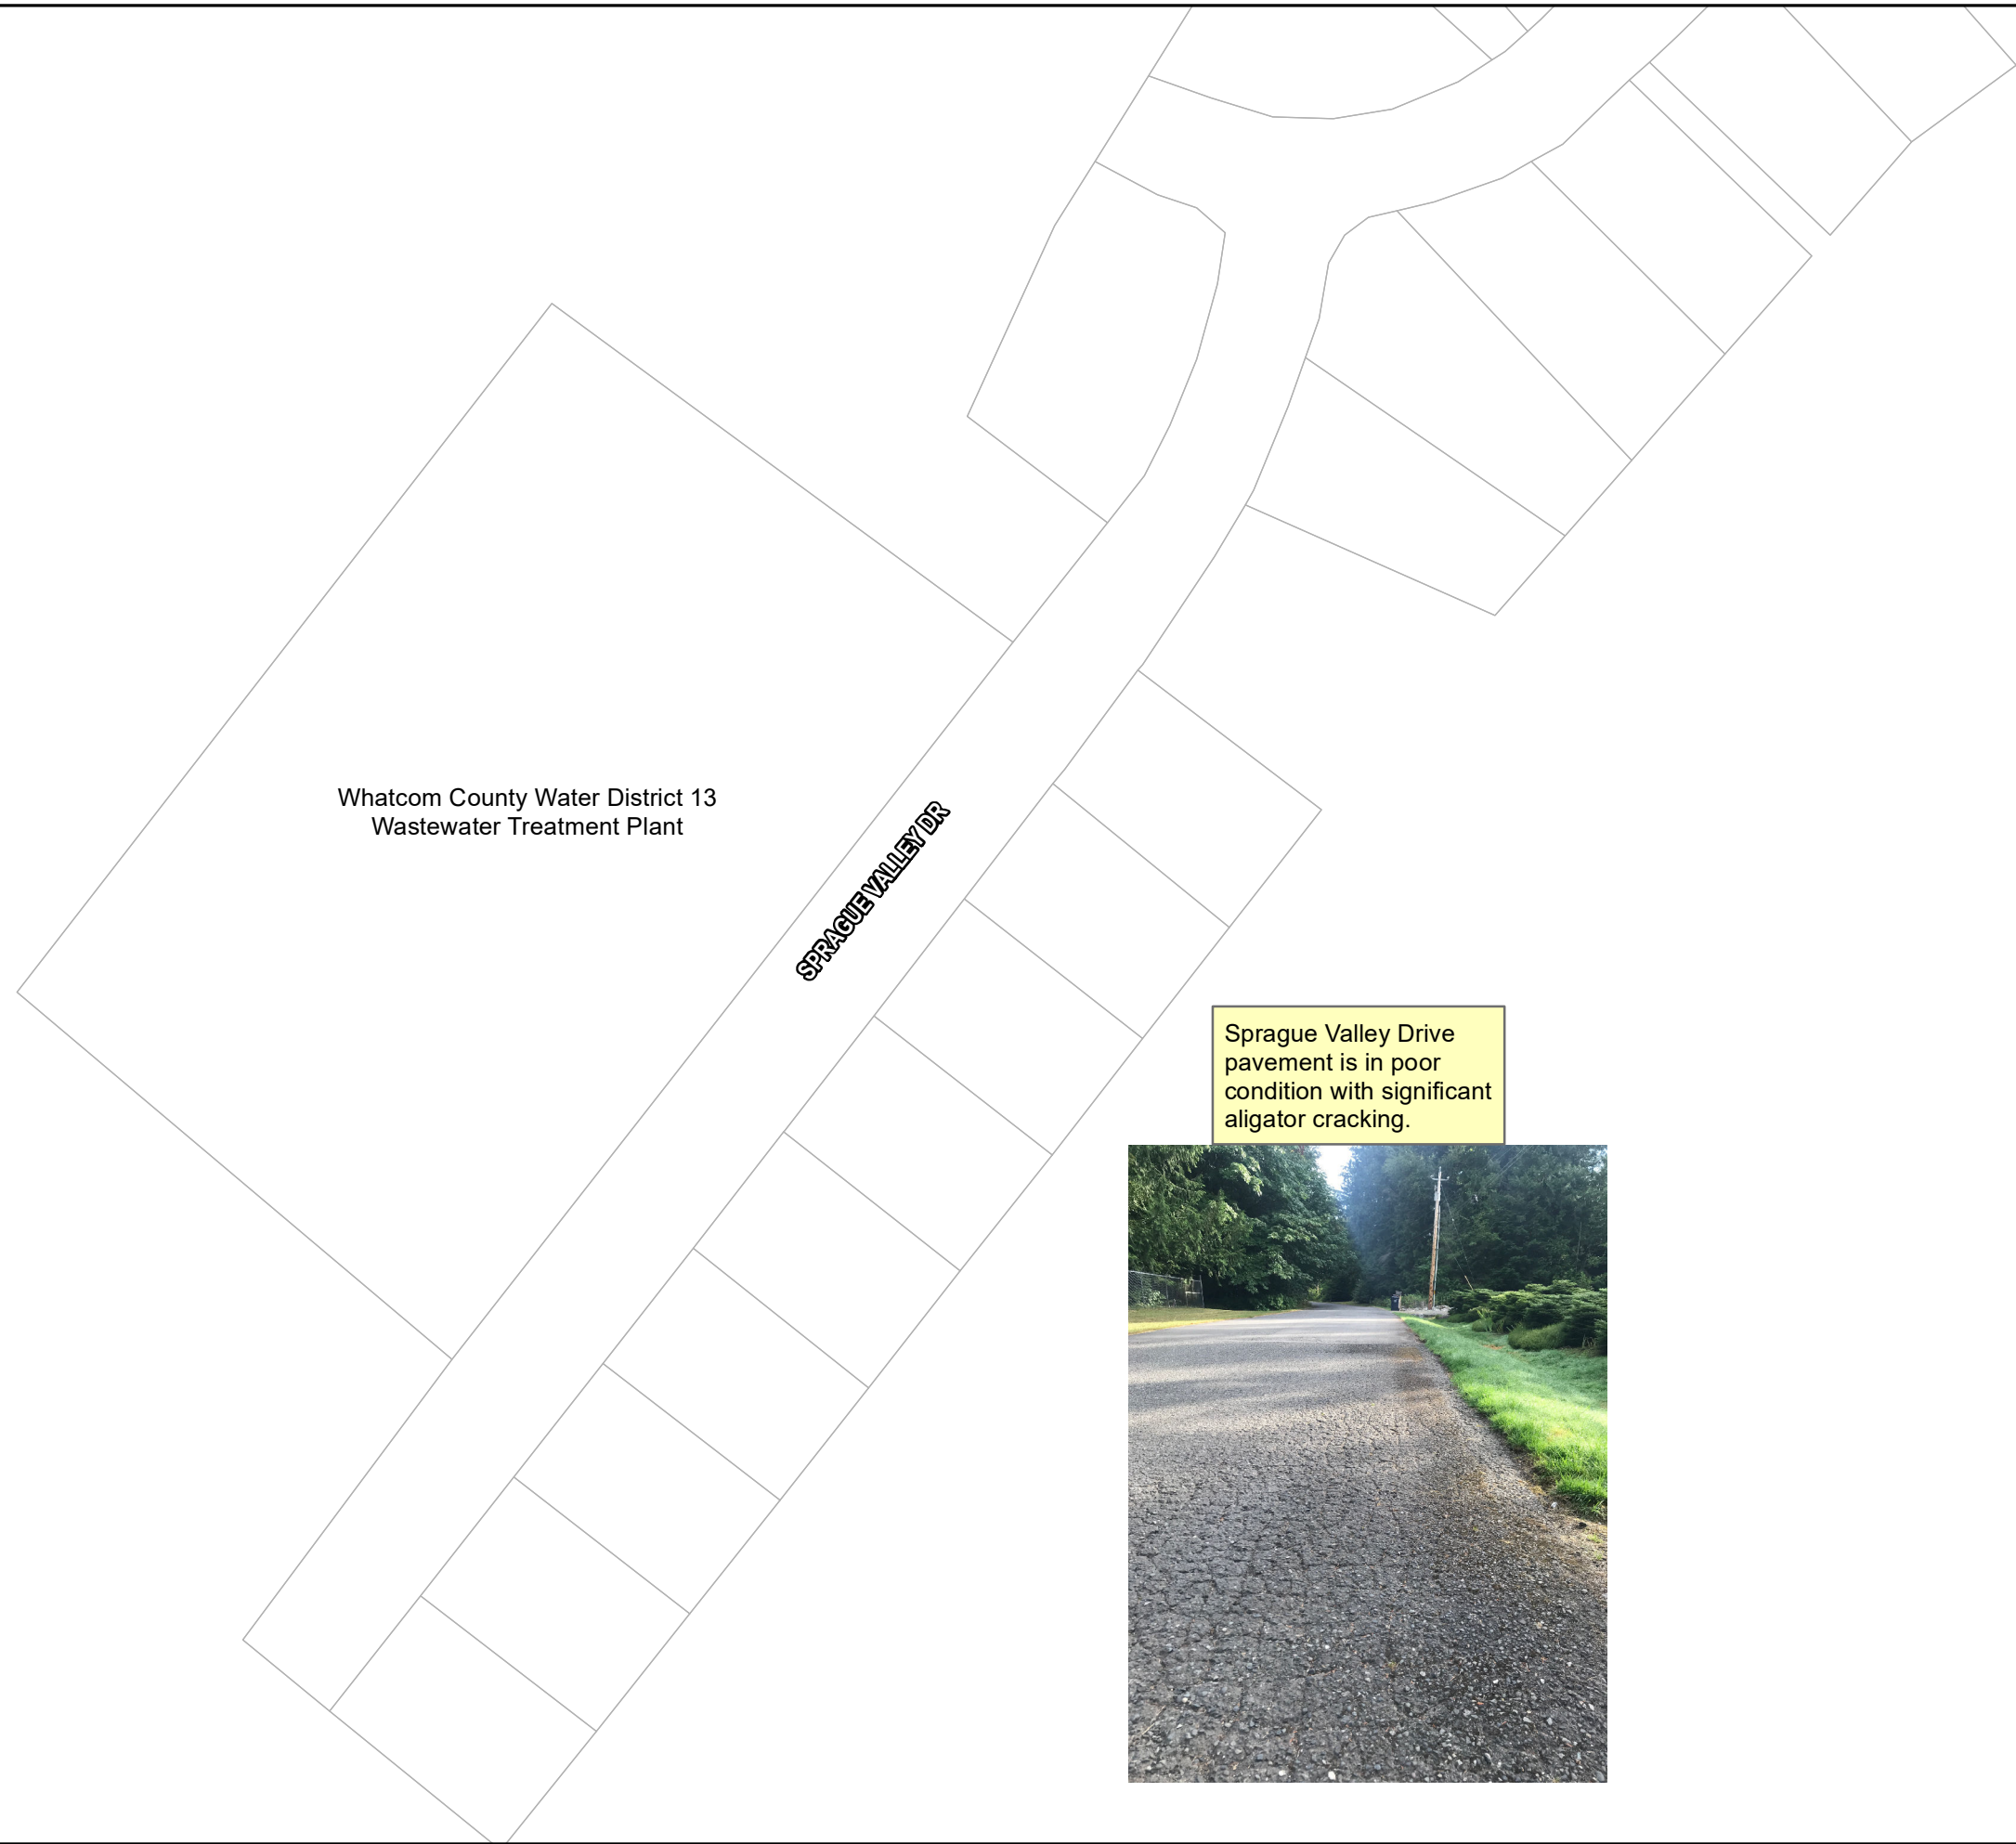 Whatcom County Water District 13
Wastewater Treatment Plant
SPRAGUE VALLEY DR
Sprague Valley Drive
pavement is in poor
condition with significant
aligator cracking.